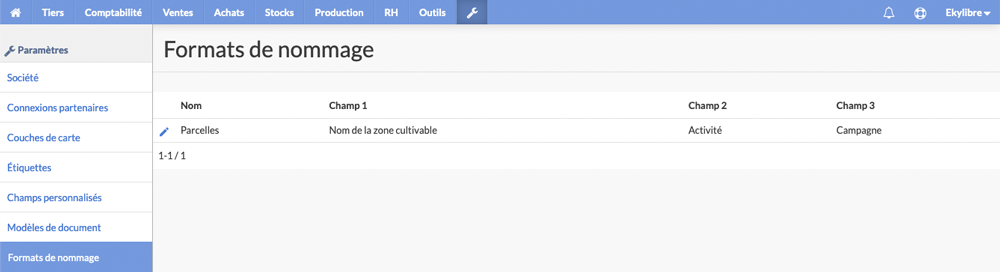 Tiers Comptabilité Ventes Achats Stocks Production RH Outils Ekylibre
Paramètres
Société
Connexions partenaires
Couches de carte
Étiquettes
Champs personnalisés
Modèles de document
Formats de nommage
Formats de nommage
Nom Champ 1 Champ 2 Champ 3
Parcelles Nom de la zone cultivable Activité Campagne
1-1 / 1